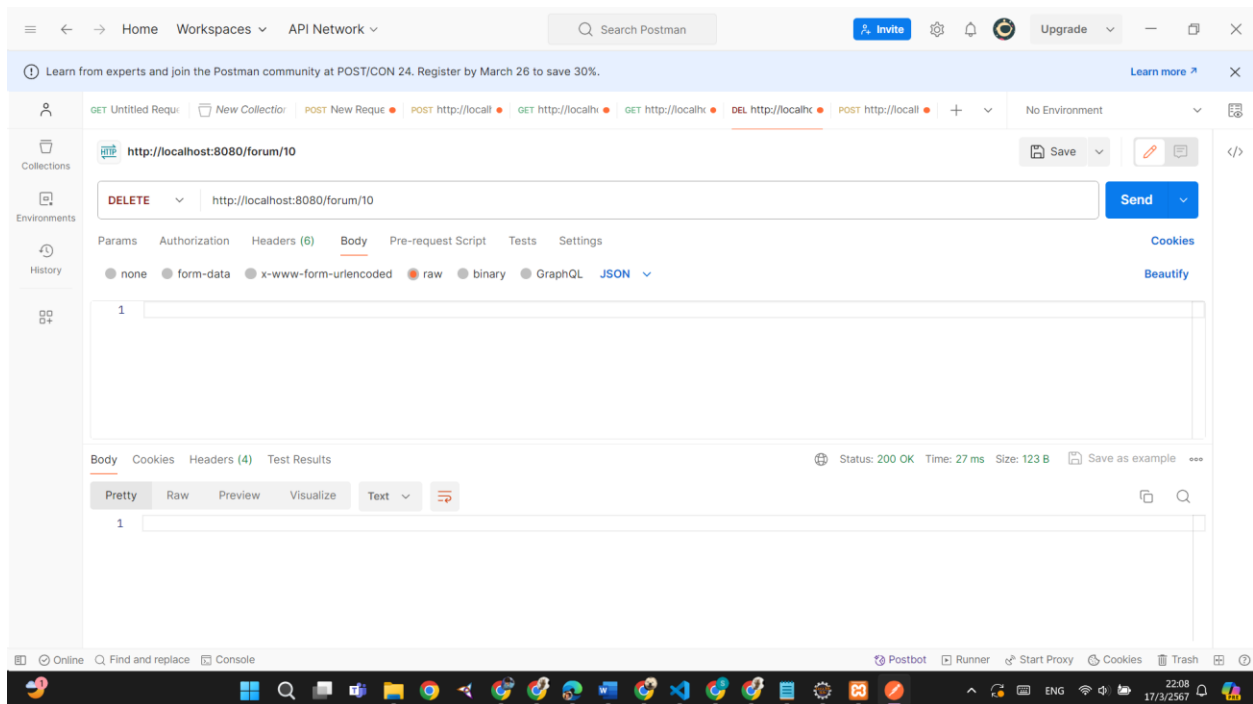 Home Workspaces API Network Search Postman Invite Upgrade
Learn from experts and join the Postman community at POST/CON 24. Register by March 26 to save 30%. Learn more
GET Untitled Requ New Collection POST New Reque POST http://locall GET http://localh GET http://localh DEL http://localhc POST http://locall No Environment
Collections
Environments
History
HTTP http://localhost:8080/forum/10 Save </>
DELETE http://localhost:8080/forum/10 Send
Params Authorization Headers (6) Body Pre-request Script Tests Settings Cookies
none form-data x-www-form-urlencoded raw binary GraphQL JSON Beautify
1
Body Cookies Headers (4) Test Results Status: 200 OK Time: 27 ms Size: 123 B Save as example
Pretty Raw Preview Visualize Text
1
Online Find and replace Console Postbot Runner Start Proxy Cookies Trash
ENG 22:08
17/3/2567